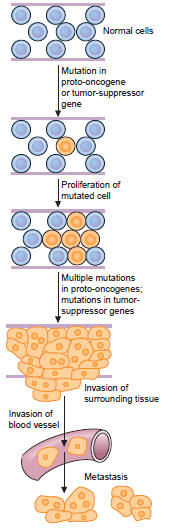 Normal cells
Mutation in
proto-oncogene
or tumor-suppressor
gene
Proliferation of
mutated cell
Multiple mutations
in proto-oncogenes;
mutations in tumor-
suppressor genes
Invasion of
surrounding tissue
Invasion of
blood vessel
Metastasis